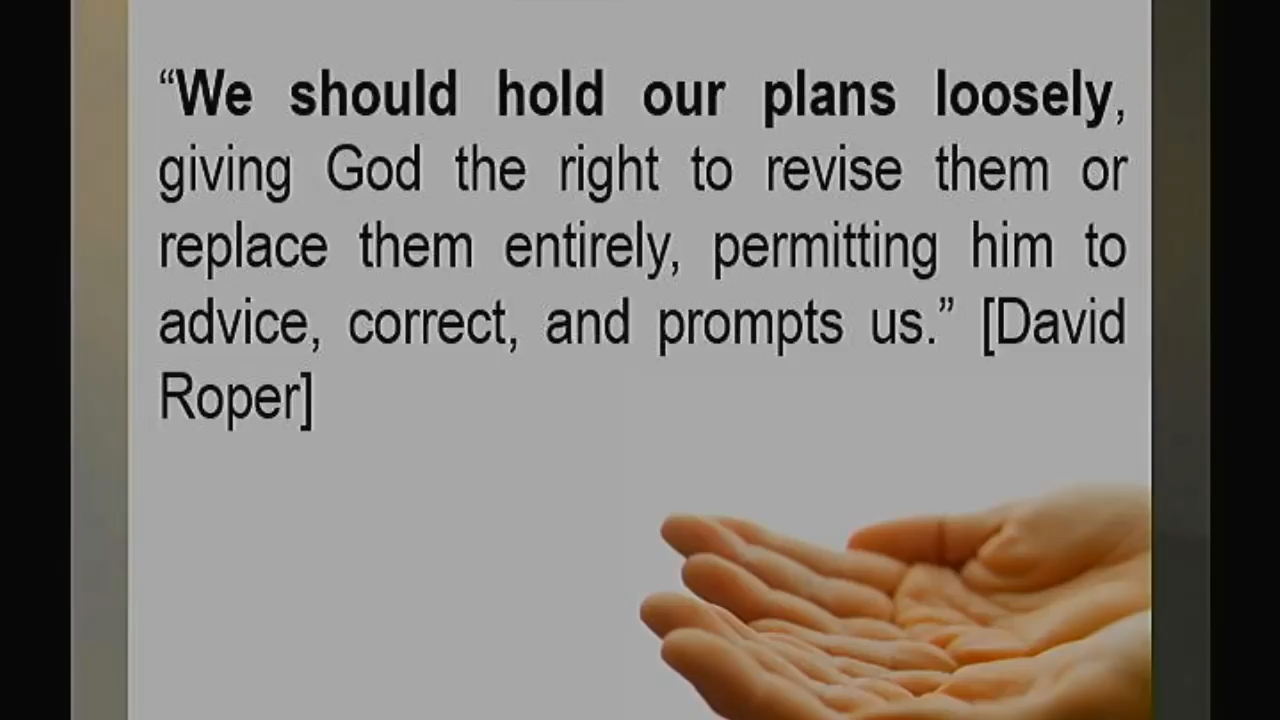 “We should hold our plans loosely,
giving God the right to revise them or
replace them entirely, permitting him to
advice, correct, and prompts us.” [David
Roper]